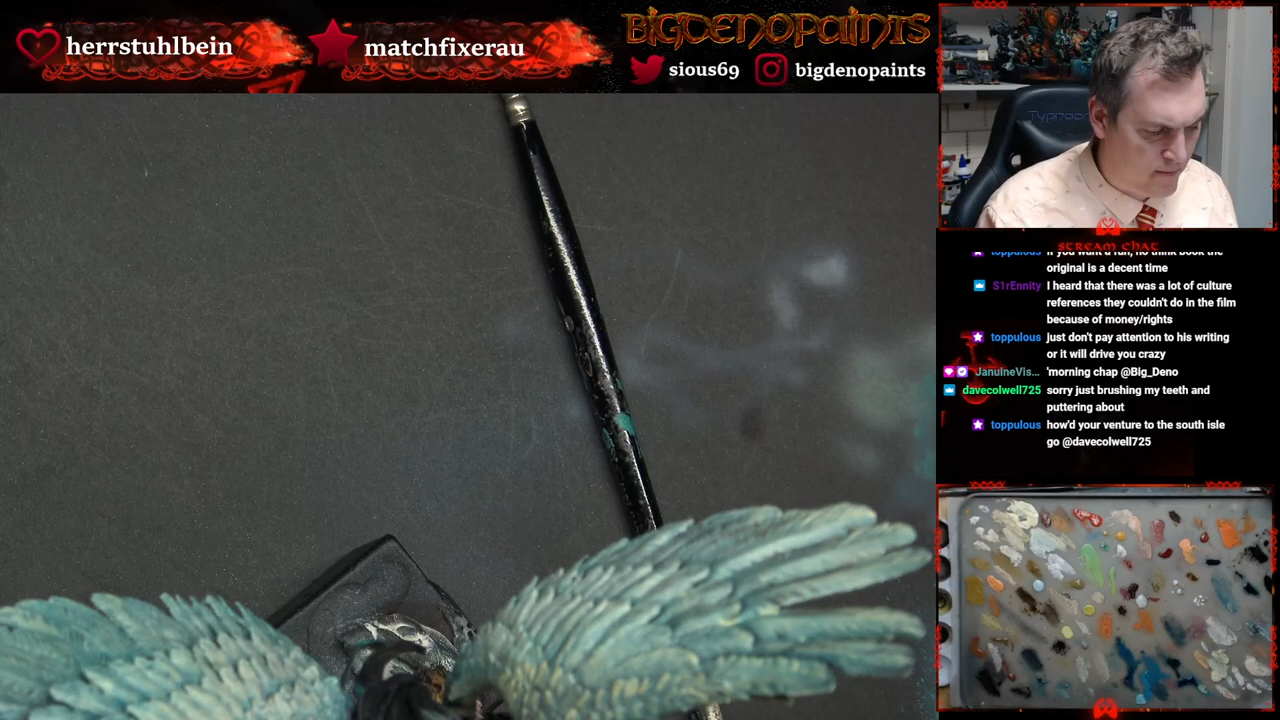 herrstuhlbein
matchfixerau
BIGDENOPAINTS
sious69
bigdenopaints
Typhoon
STREAM CHAT
toppulous
original is a decent time
S1rEnnity I heard that there was a lot of culture
references they couldn't do in the film
because of money/rights
toppulous just don't pay attention to his writing
or it will drive you crazy
JanuineVis... 'morning chap @Big_Deno
davecolwell725 sorry just brushing my teeth and
puttering about
toppulous how'd your venture to the south isle
go @davecolwell725